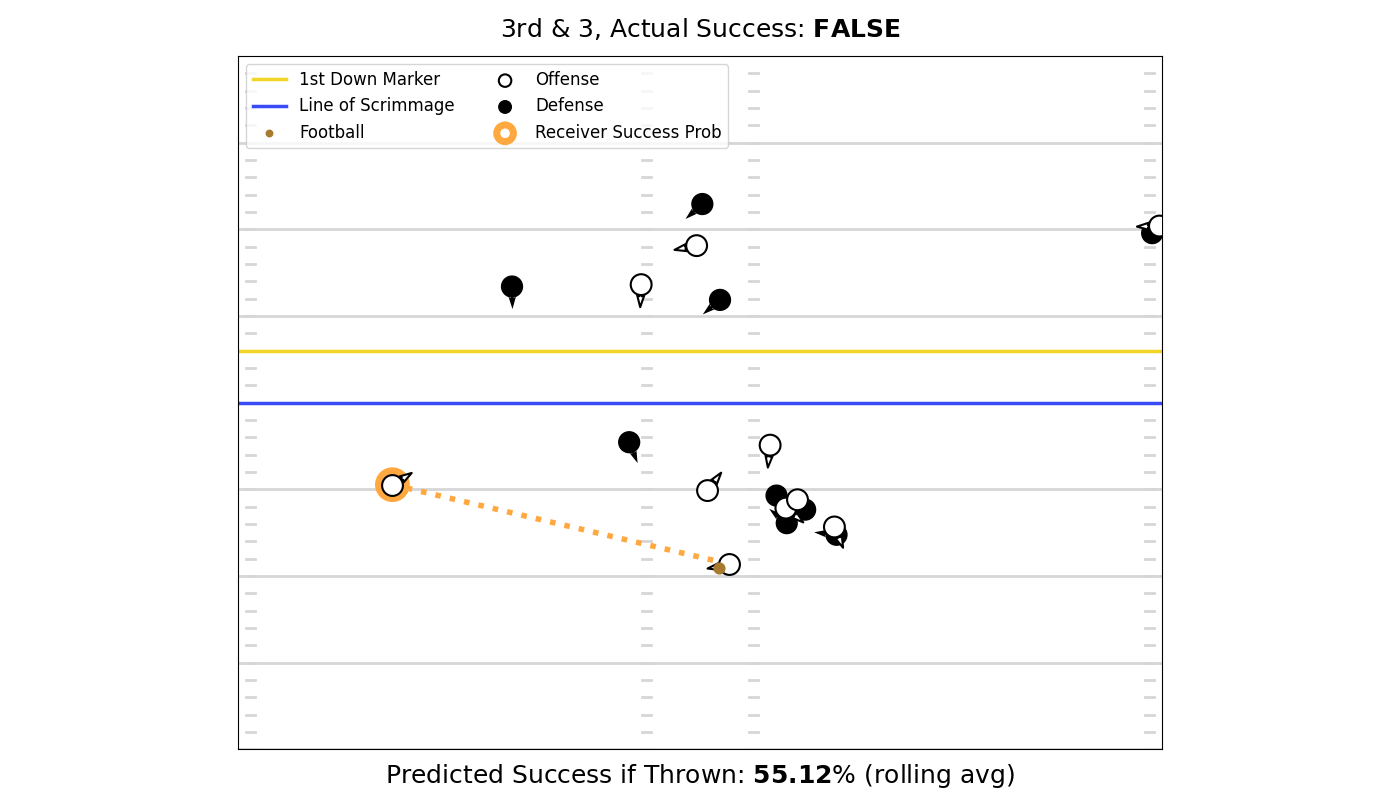 3rd & 3, Actual Success: FALSE
1st Down Marker
Line of Scrimmage
Football
Offense
Defense
Receiver Success Prob
Predicted Success if Thrown: 55.12% (rolling avg)